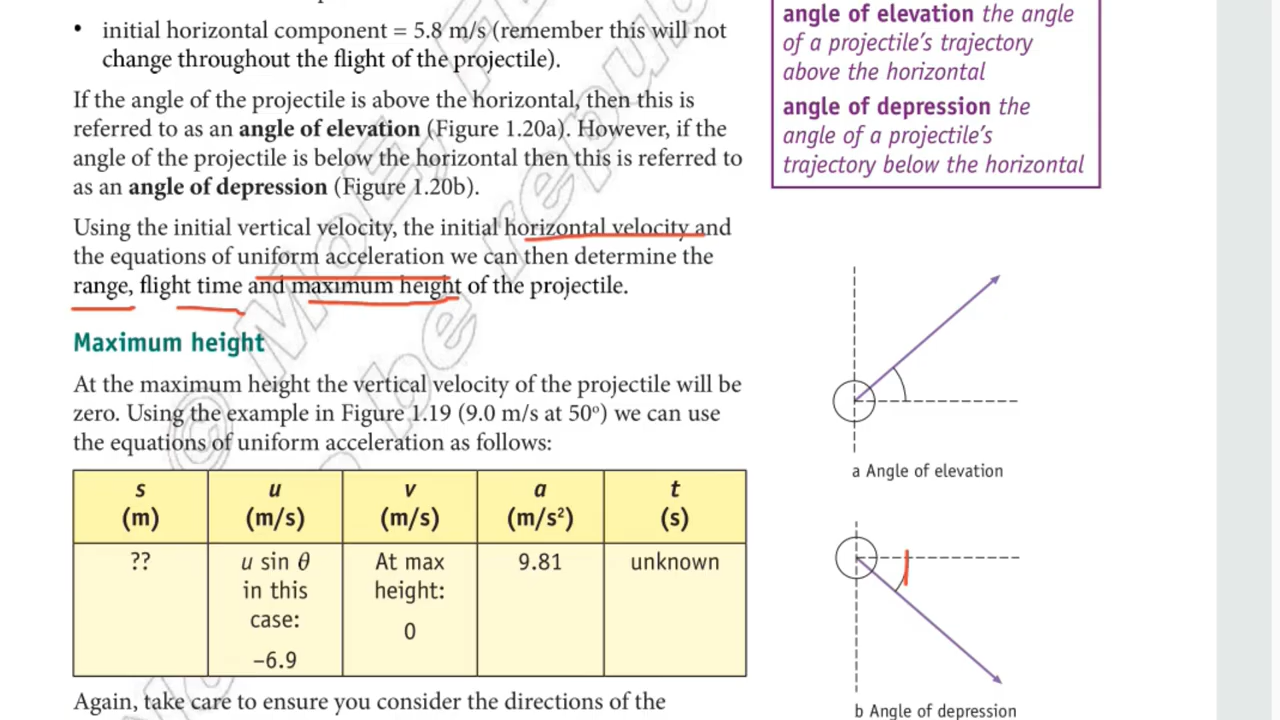 initial horizontal component = 5.8 m/s (remember this will not
change throughout the flight of the projectile).
If the angle of the projectile is above the horizontal, then this is
referred to as an angle of elevation (Figure 1.20a). However, if the
angle of the projectile is below the horizontal then this is referred to
as an angle of depression (Figure 1.20b).
Using the initial vertical velocity, the initial horizontal velocity and
the equations of uniform acceleration we can then determine the
range, flight time and maximum height of the projectile.
Maximum height
At the maximum height the vertical velocity of the projectile will be
zero. Using the example in Figure 1.19 (9.0 m/s at 50°) we can use
the equations of uniform acceleration as follows:
s u v a t
(m) (m/s) (m/s) (m/s²) (s)
?? u sin θ At max 9.81 unknown
in this height:
case: 0
–6.9
Again, take care to ensure you consider the directions of the
angle of elevation the angle
of a projectile's trajectory
above the horizontal
angle of depression the
angle of a projectile's
trajectory below the horizontal
a Angle of elevation
b Angle of depression